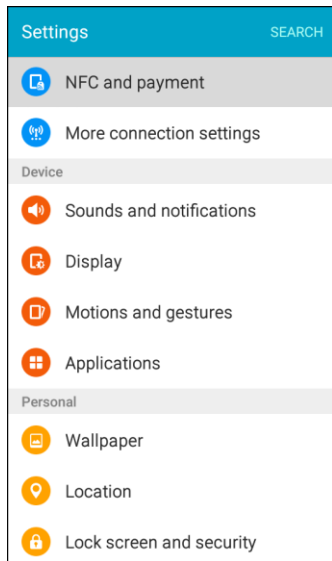 Settings SEARCH
NFC and payment
More connection settings
Device
Sounds and notifications
Display
Motions and gestures
Applications
Personal
Wallpaper
Location
Lock screen and security